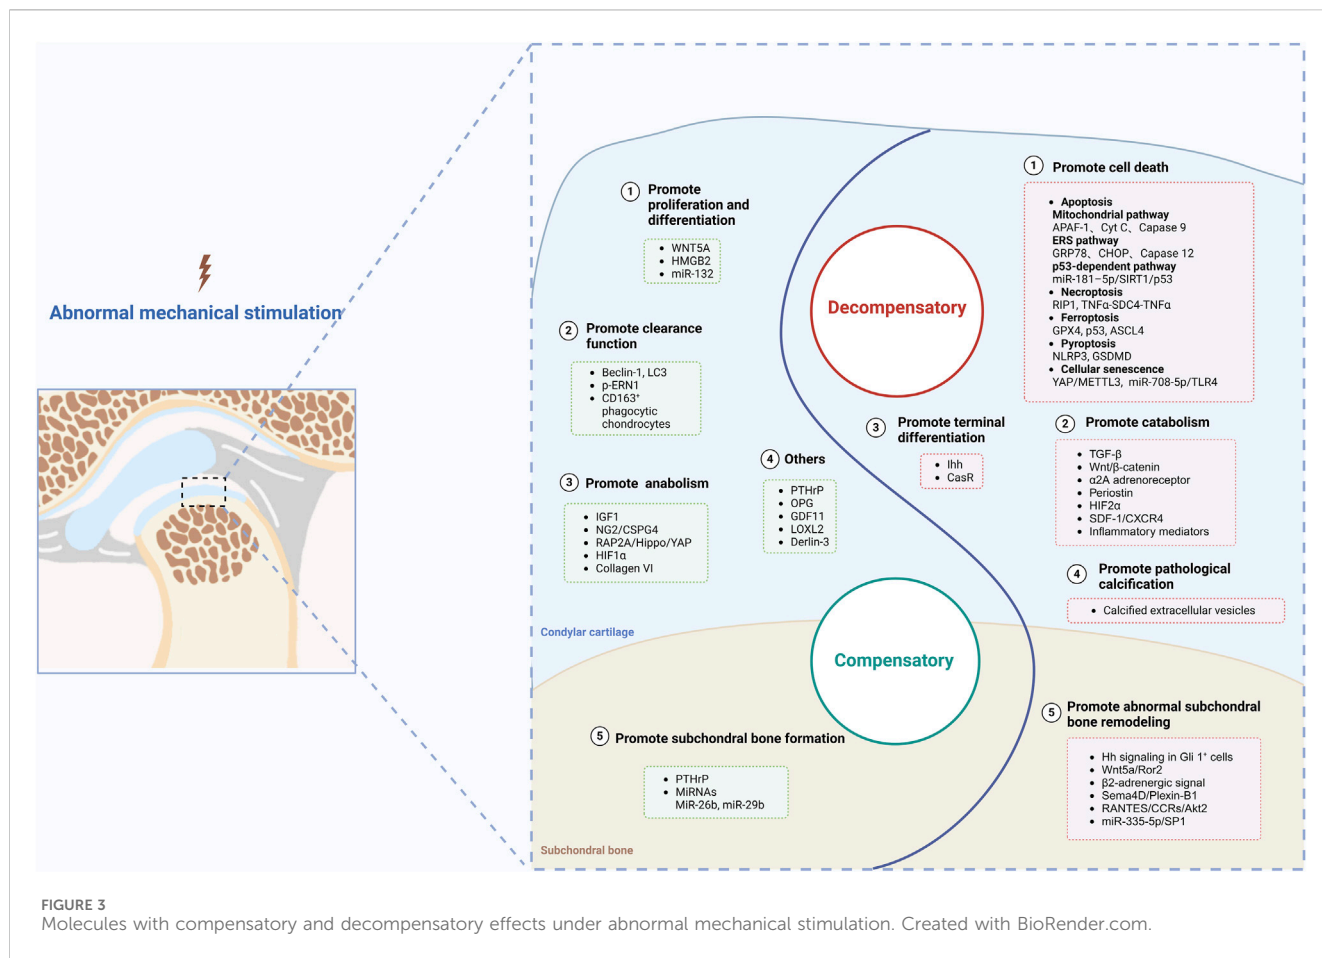 Abnormal mechanical stimulation
1 Promote
proliferation and
differentiation
• WNT5A
• HMGB2
• miR-132
2 Promote clearance
function
• Beclin-1, LC3
• p-ERN1
• CD163⁺
phagocytic
chondrocytes
3 Promote anabolism
• IGF1
• NG2/CSPG4
• RAP2A/Hippo/YAP
• HIF1α
• Collagen VI
4 Others
• PTHrP
• OPG
• GDF11
• LOXL2
• Derlin-3
Condylar cartilage
5 Promote subchondral bone formation
• PTHrP
• MiRNAs
MiR-26b, miR-29b
Subchondral bone
Compensatory
Decompensatory
1 Promote cell death
• Apoptosis
Mitochondrial pathway
APAF-1、Cyt C、Capase 9
ERS pathway
GRP78、CHOP、Capase 12
p53-dependent pathway
miR-181–5p/SIRT1/p53
• Necroptosis
RIP1, TNFα-SDC4-TNFα
• Ferroptosis
GPX4, p53, ASCL4
• Pyroptosis
NLRP3, GSDMD
• Cellular senescence
YAP/METTL3, miR-708-5p/TLR4
2 Promote catabolism
• TGF-β
• Wnt/β-catenin
• α2A adrenoreceptor
• Periostin
• HIF2α
• SDF-1/CXCR4
• Inflammatory mediators
3 Promote terminal
differentiation
• Ihh
• CasR
4 Promote pathological
calcification
• Calcified extracellular vesicles
5 Promote abnormal subchondral
bone remodeling
• Hh signaling in Gli 1⁺ cells
• Wnt5a/Ror2
• β2-adrenergic signal
• Sema4D/Plexin-B1
• RANTES/CCRs/Akt2
• miR-335-5p/SP1
FIGURE 3
Molecules with compensatory and decompensatory effects under abnormal mechanical stimulation. Created with BioRender.com.